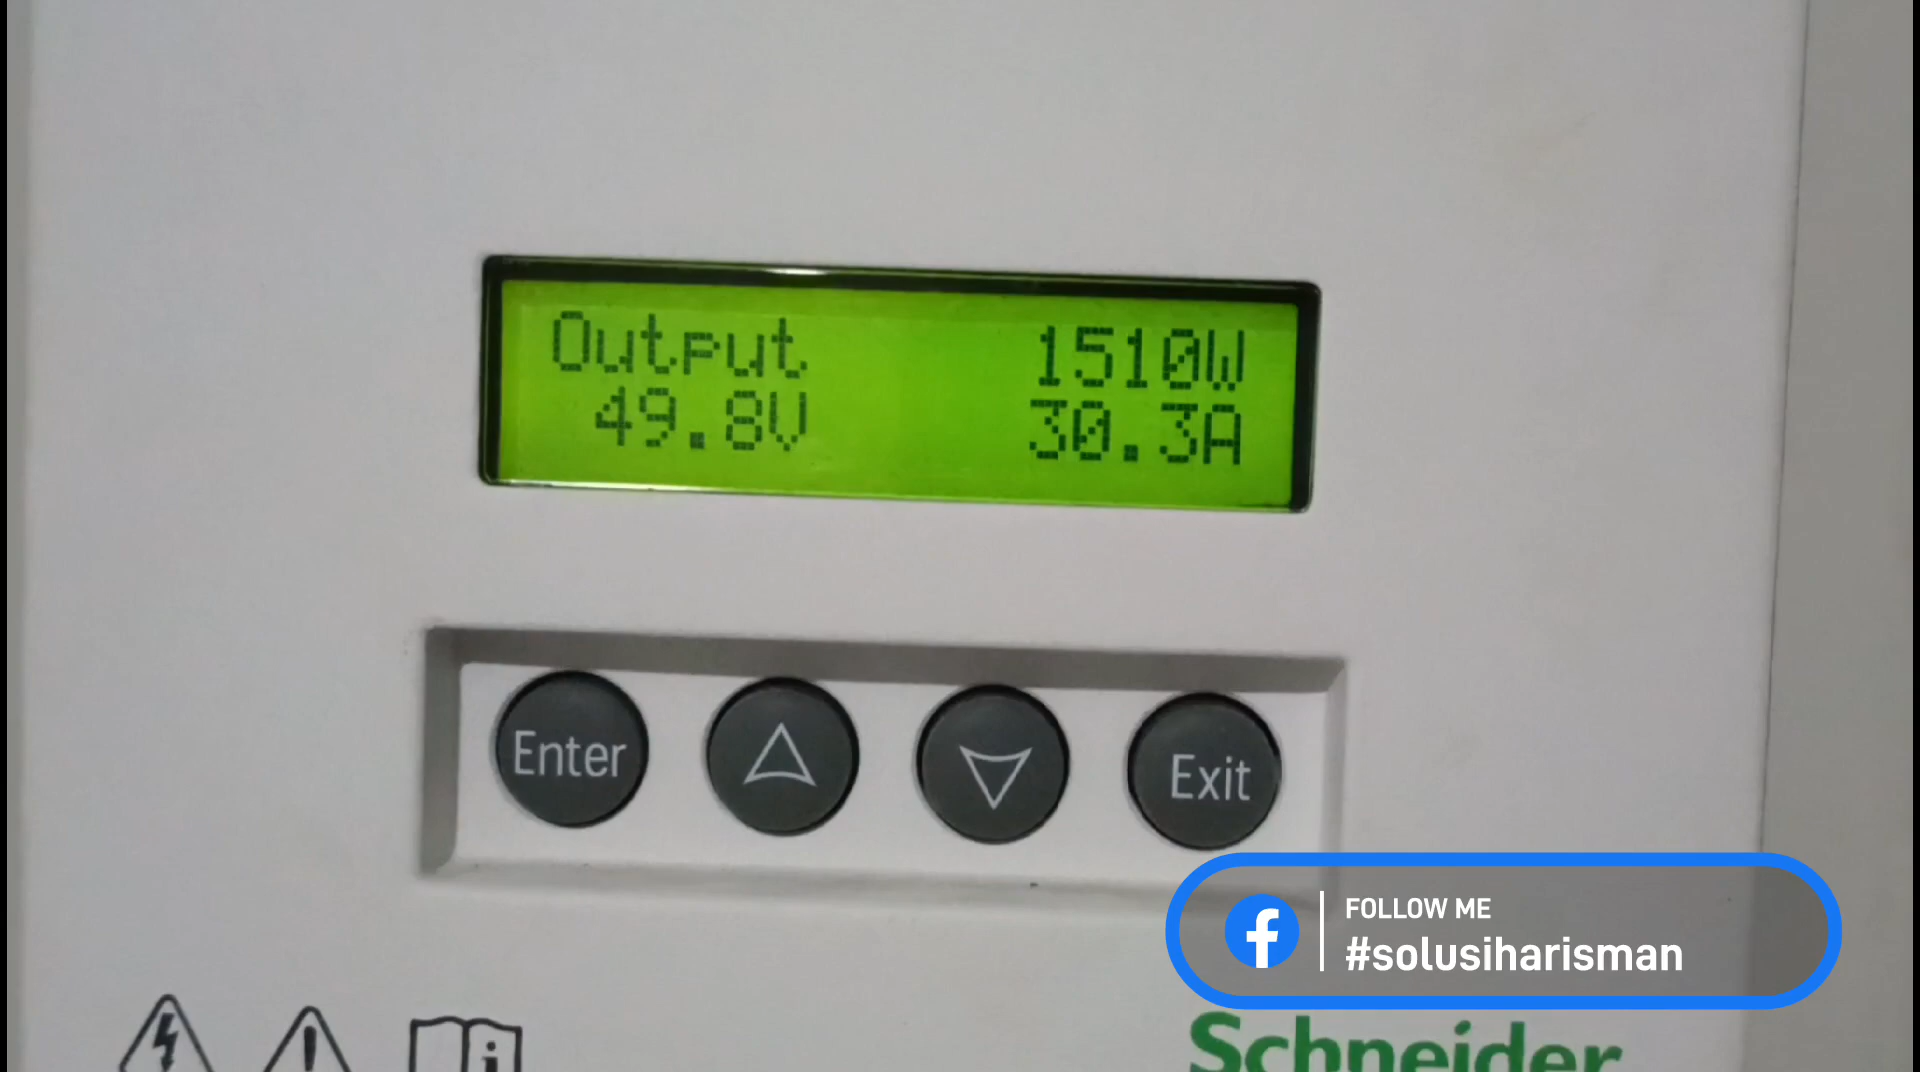 Output 1510W
49.8V 30.3A
Enter
Exit
FOLLOW ME
#solusiharisman
Schneider